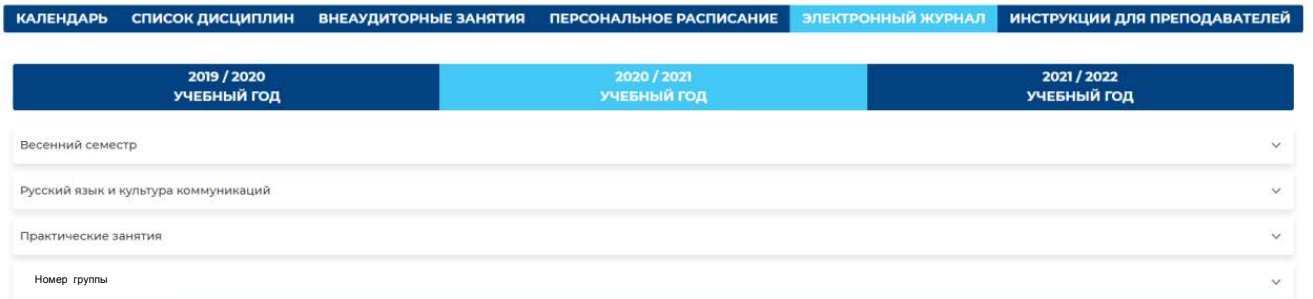 КАЛЕНДАРЬ СПИСОК ДИСЦИПЛИН ВНЕАУДИТОРНЫЕ ЗАНЯТИЯ ПЕРСОНАЛЬНОЕ РАСПИСАНИЕ ЭЛЕКТРОННЫЙ ЖУРНАЛ ИНСТРУКЦИИ ДЛЯ ПРЕПОДАВАТЕЛЕЙ
2019 / 2020
УЧЕБНЫЙ ГОД
2020 / 2021
УЧЕБНЫЙ ГОД
2021 / 2022
УЧЕБНЫЙ ГОД
Весенний семестр
Русский язык и культура коммуникаций
Практические занятия
Номер группы